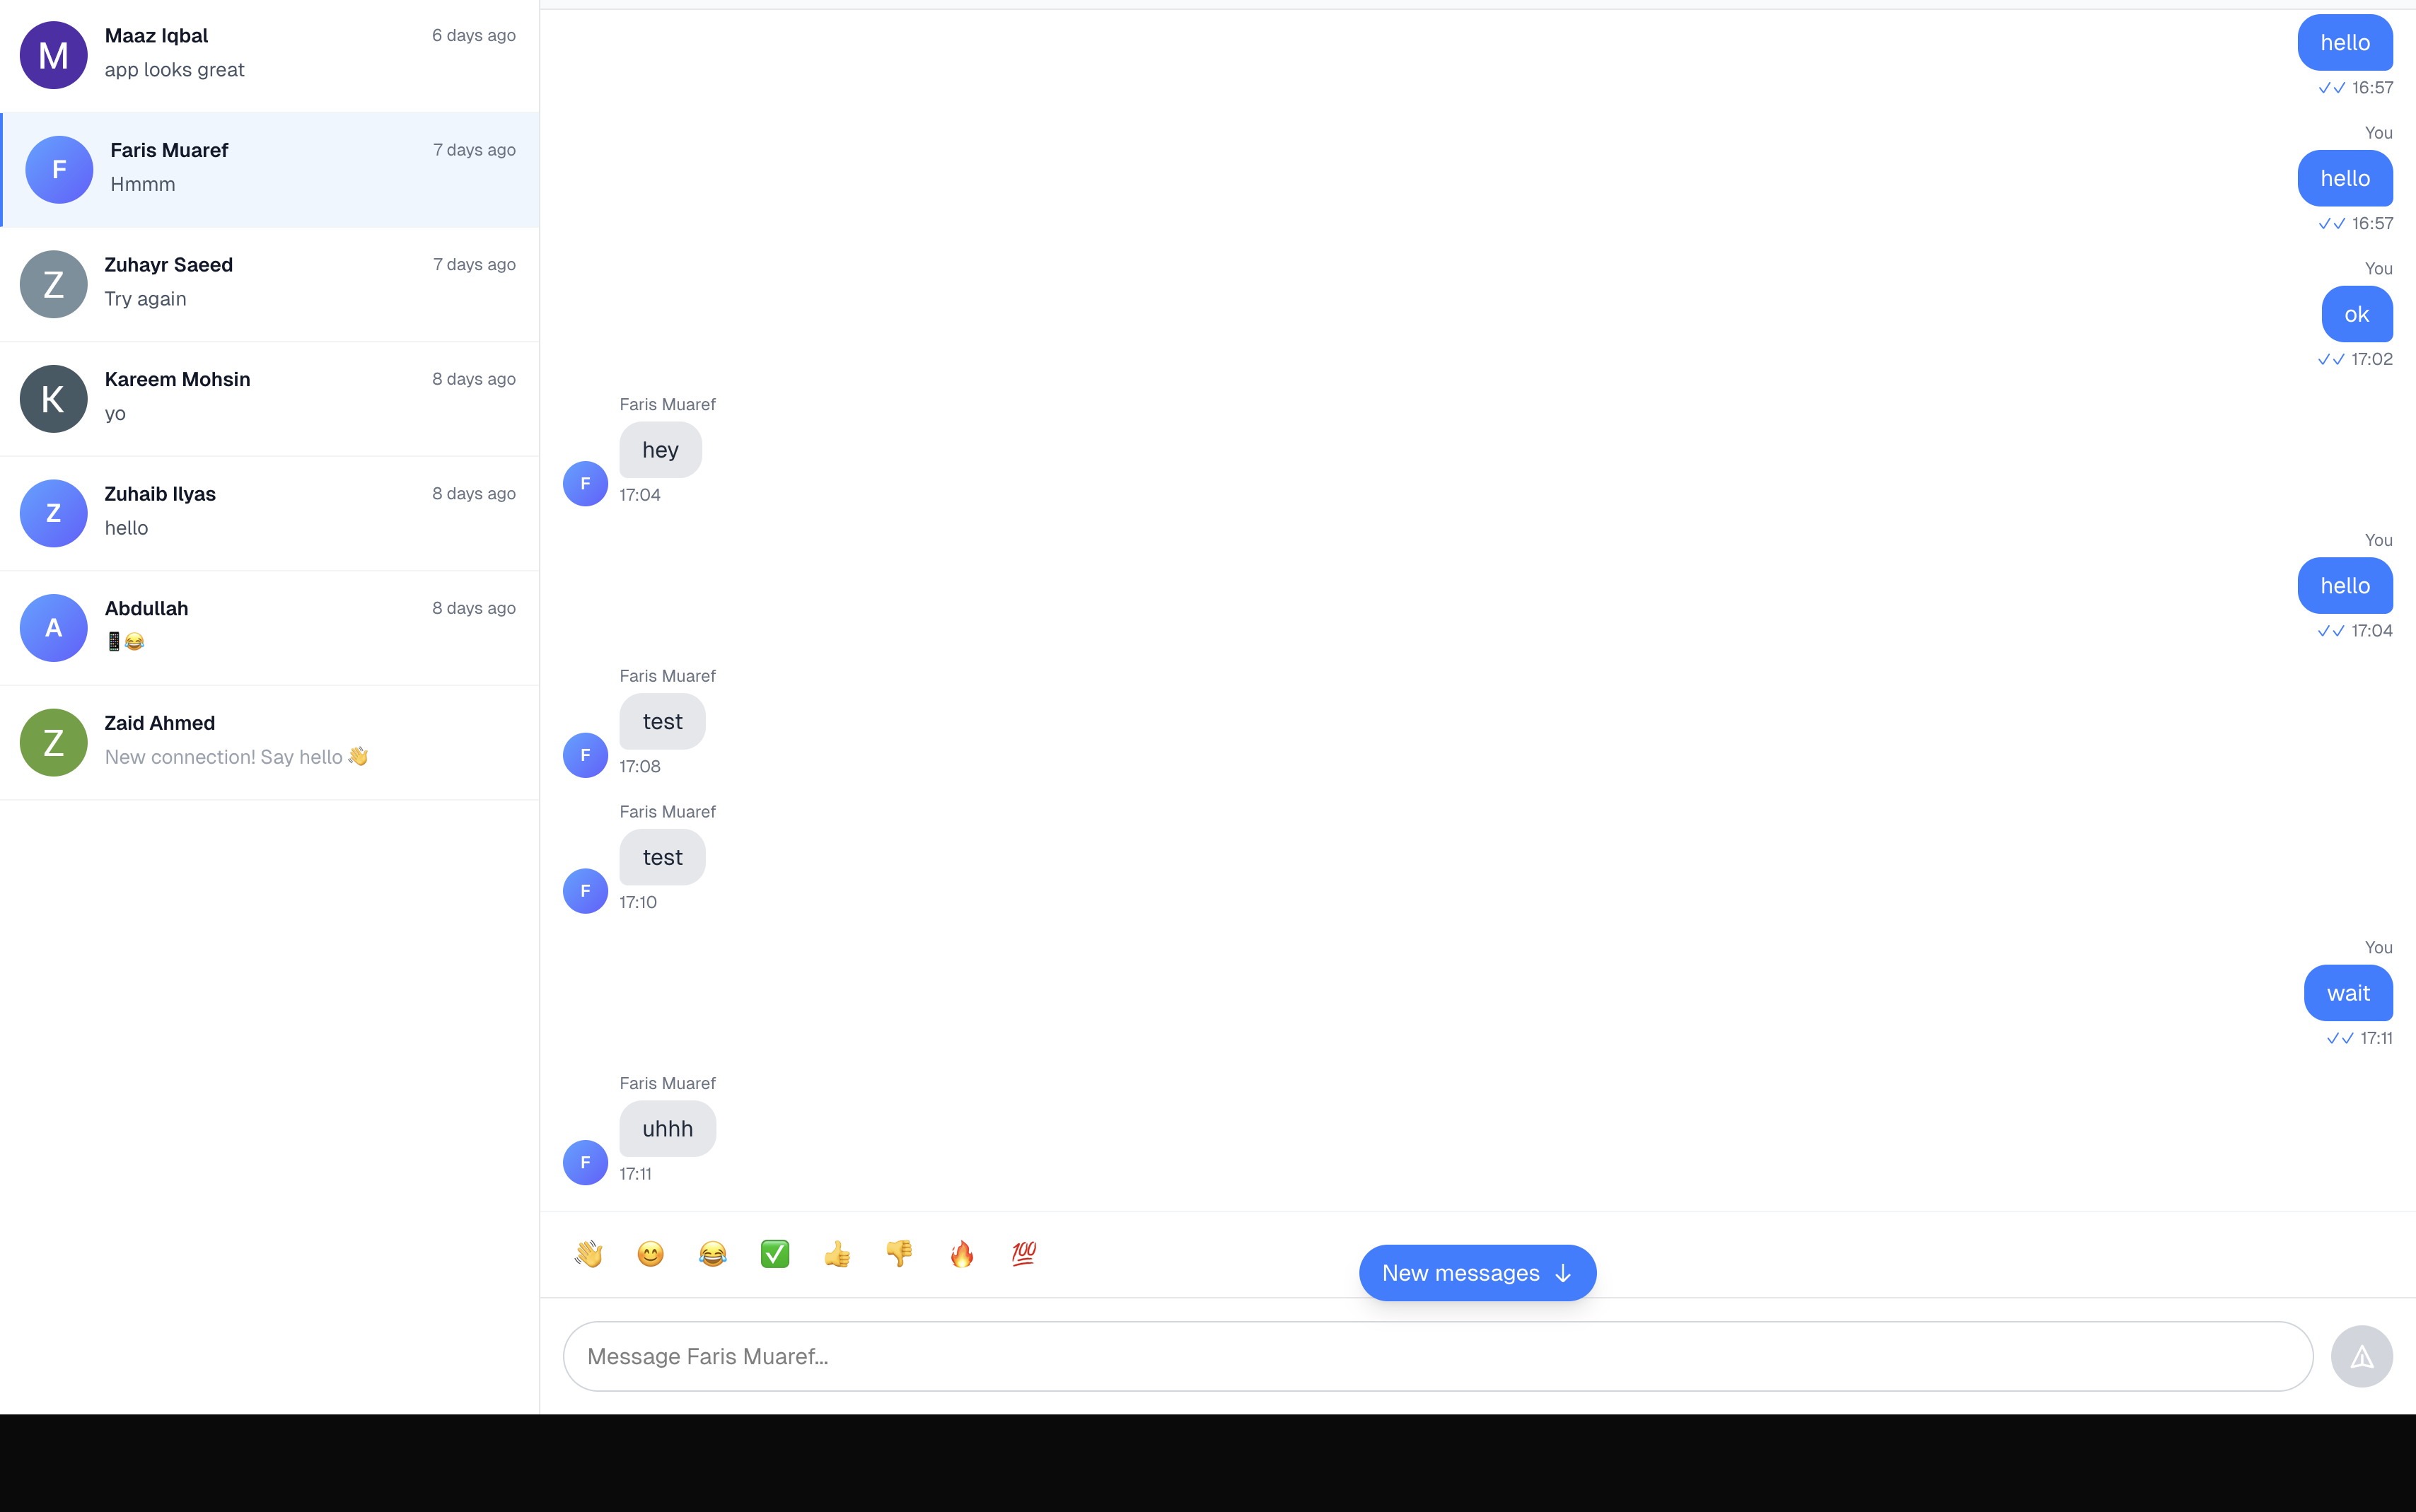 M
Maaz Iqbal
6 days ago
app looks great
F
Faris Muaref
7 days ago
Hmmm
Z
Zuhayr Saeed
7 days ago
Try again
K
Kareem Mohsin
8 days ago
yo
Z
Zuhaib Ilyas
8 days ago
hello
A
Abdullah
8 days ago
📱😂
Z
Zaid Ahmed
New connection! Say hello 👋
hello
✓✓ 16:57
You
hello
✓✓ 16:57
You
ok
✓✓ 17:02
Faris Muaref
hey
F
17:04
You
hello
✓✓ 17:04
Faris Muaref
test
F
17:08
Faris Muaref
test
F
17:10
You
wait
✓✓ 17:11
Faris Muaref
uhhh
F
17:11
👋 😊 😂 ✅ 👍 👎 🔥 💯
New messages ↓
Message Faris Muaref...